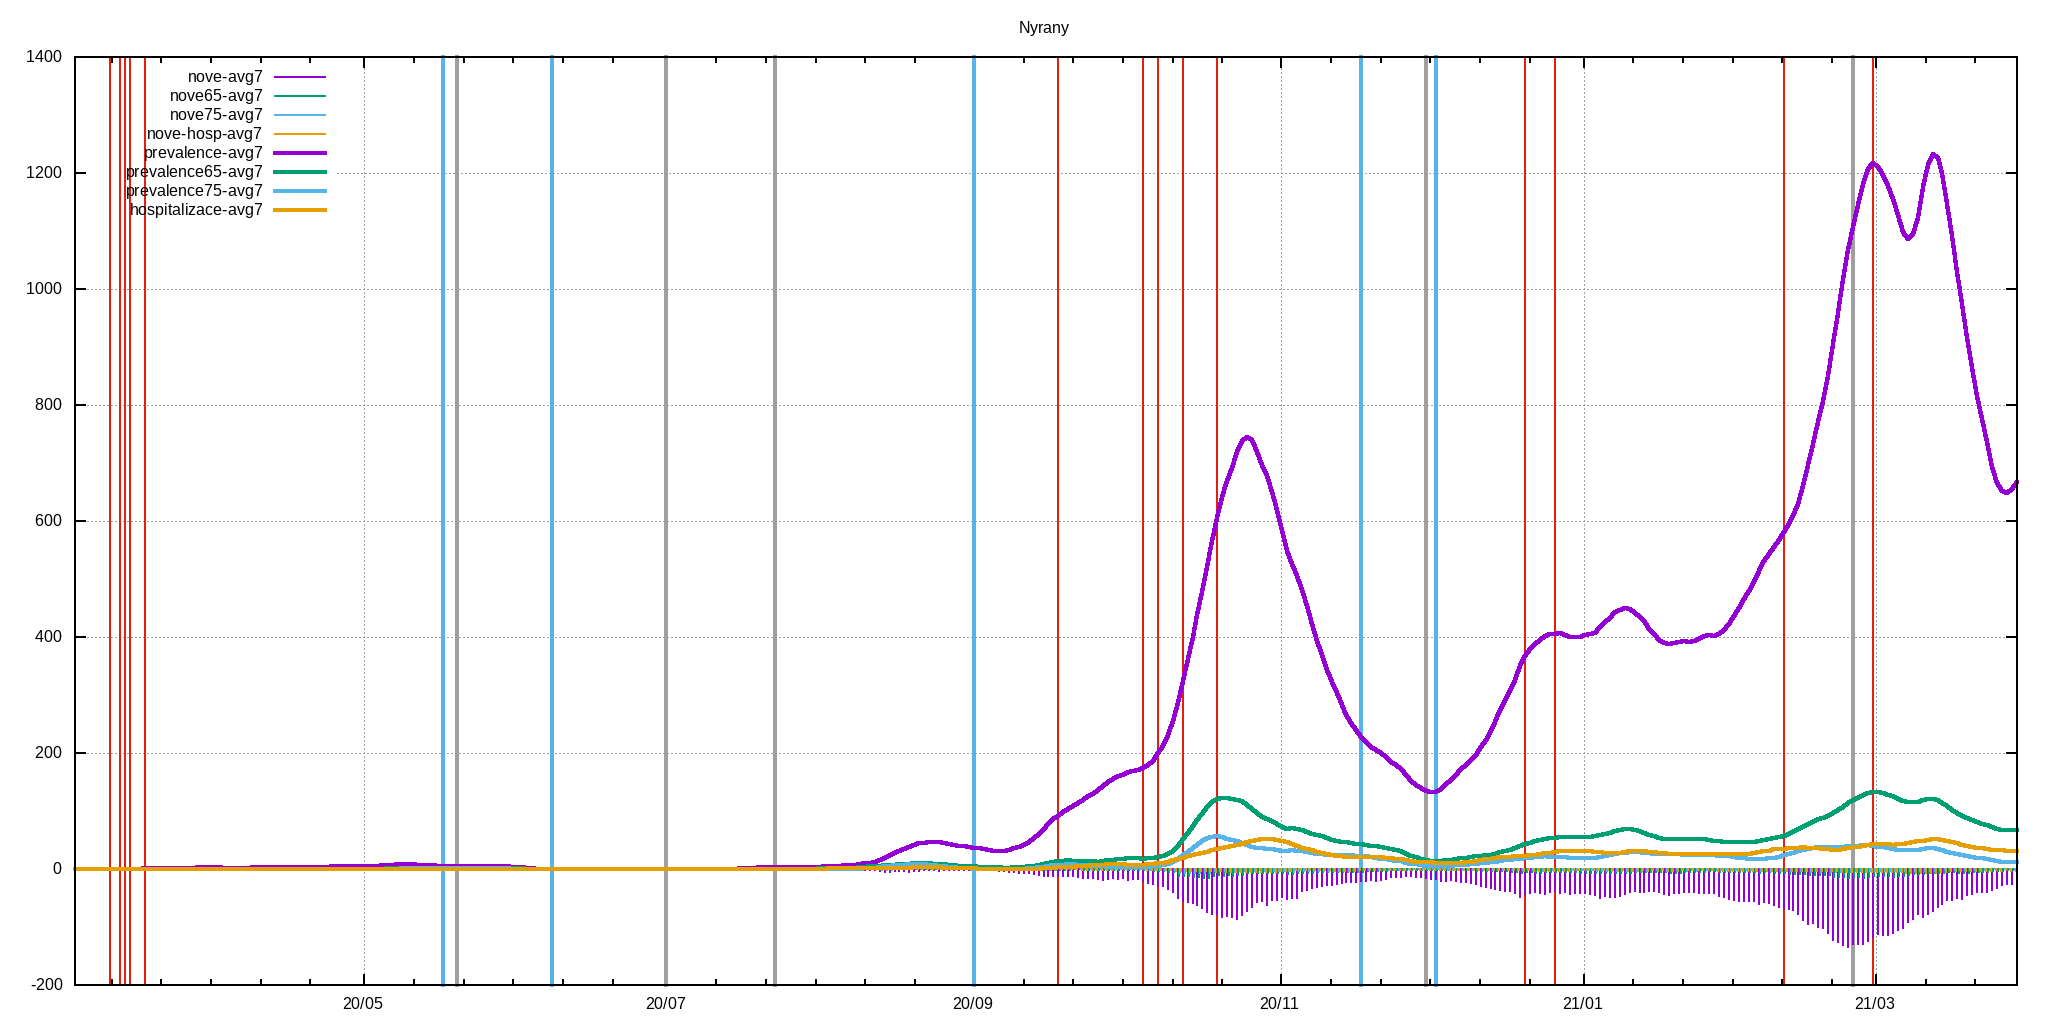 Nyrany
1400
1200
1000
800
600
400
200
0
-200
nove-avg7
nove65-avg7
nove75-avg7
nove-hosp-avg7
prevalence-avg7
prevalence65-avg7
prevalence75-avg7
hospitalizace-avg7
20/05 20/07 20/09 20/11 21/01 21/03